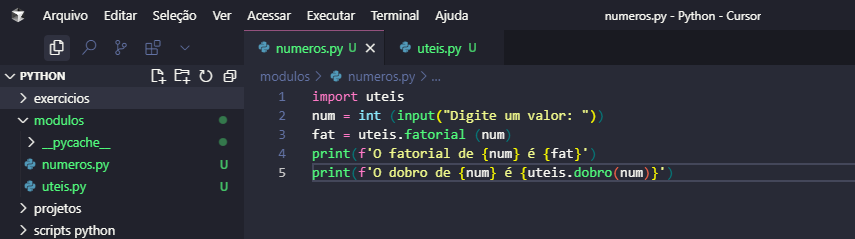 Arquivo Editar Seleção Ver Acessar Executar Terminal Ajuda numeros.py - Python - Cursor
numeros.py U uteis.py U
PYTHON
modulos > numeros.py > ...
exercicios
modulos
__pycache__
numeros.py U
uteis.py U
projetos
scripts python
1 import uteis
2 num = int (input("Digite um valor: "))
3 fat = uteis.fatorial (num)
4 print(f'O fatorial de {num} é {fat}')
5 print(f'O dobro de {num} é {uteis.dobro(num)}')